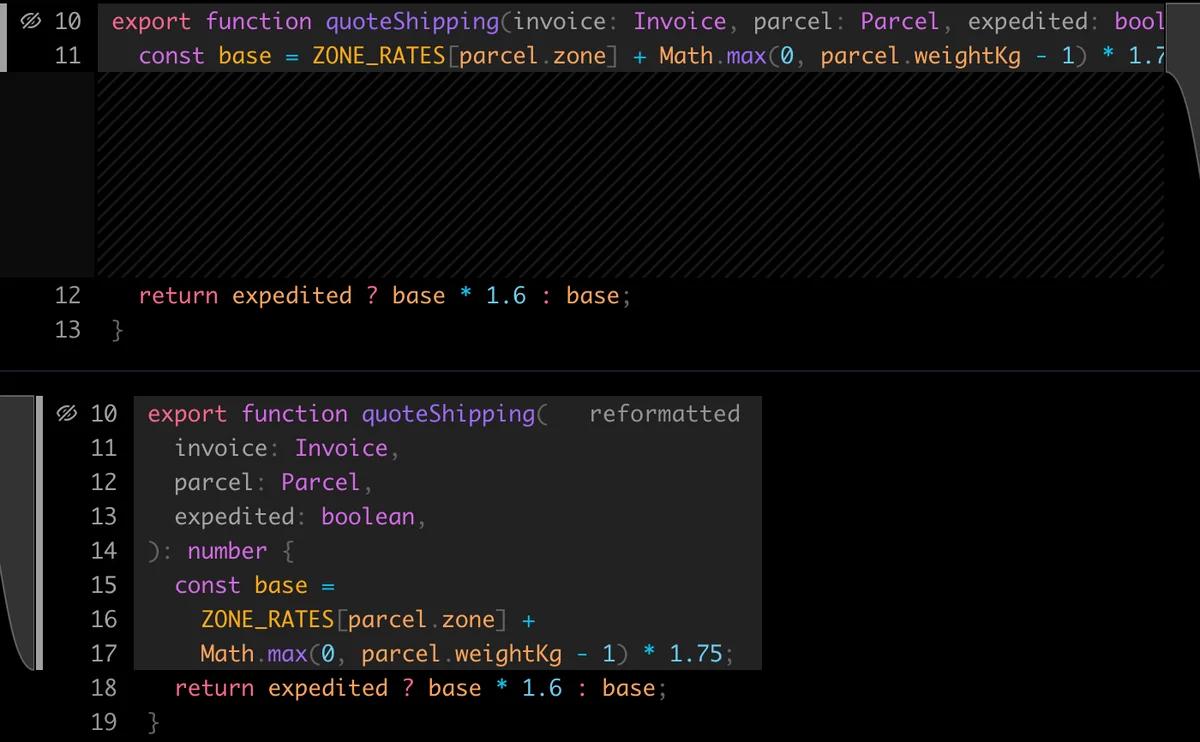 10 export function quoteShipping(invoice: Invoice, parcel: Parcel, expedited: bool
11 const base = ZONE_RATES[parcel.zone] + Math.max(0, parcel.weightKg - 1) * 1.7
12 return expedited ? base * 1.6 : base;
13 }
10 export function quoteShipping( reformatted
11 invoice: Invoice,
12 parcel: Parcel,
13 expedited: boolean,
14 ): number {
15 const base =
16 ZONE_RATES[parcel.zone] +
17 Math.max(0, parcel.weightKg - 1) * 1.75;
18 return expedited ? base * 1.6 : base;
19 }